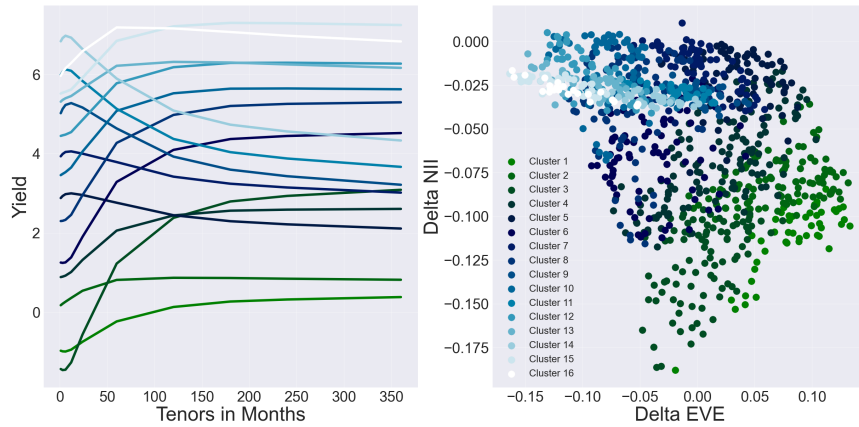 Yield
6
4
2
0
0 50 100 150 200 250 300 350
Tenors in Months
Delta NII
0.000
−0.025
−0.050
−0.075
−0.100
−0.125
−0.150
−0.175
Cluster 1
Cluster 2
Cluster 3
Cluster 4
Cluster 5
Cluster 6
Cluster 7
Cluster 8
Cluster 9
Cluster 10
Cluster 11
Cluster 12
Cluster 13
Cluster 14
Cluster 15
Cluster 16
−0.15 −0.10 −0.05 0.00 0.05 0.10
Delta EVE